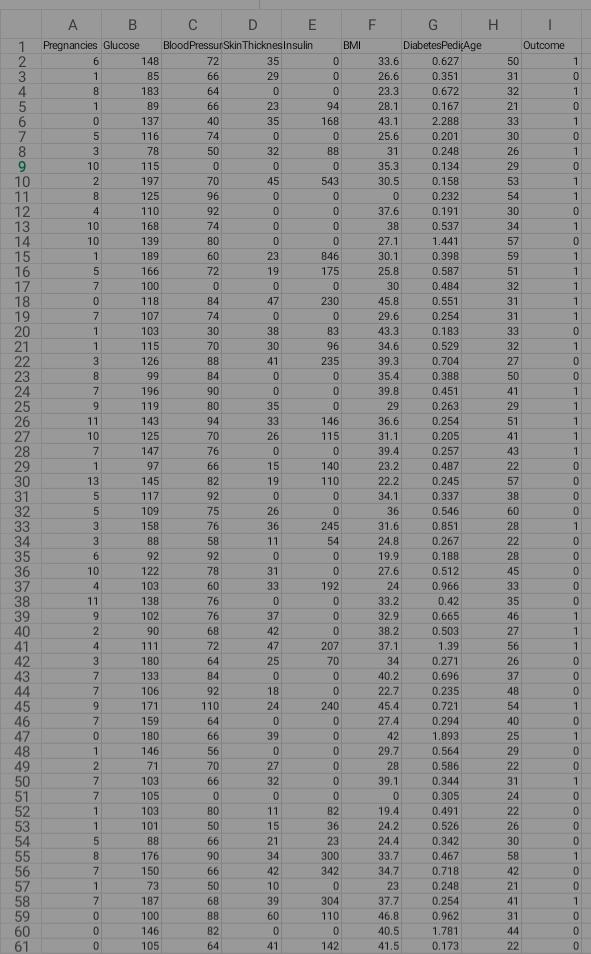 A B C D E F G H I
1 Pregnancies Glucose BloodPressur SkinThicknes Insulin BMI DiabetesPedi Age Outcome
2 6 148 72 35 0 33.6 0.627 50 1
3 1 85 66 29 0 26.6 0.351 31 0
4 8 183 64 0 0 23.3 0.672 32 1
5 1 89 66 23 94 28.1 0.167 21 0
6 0 137 40 35 168 43.1 2.288 33 1
7 5 116 74 0 0 25.6 0.201 30 0
8 3 78 50 32 88 31 0.248 26 1
9 10 115 0 0 0 35.3 0.134 29 0
10 2 197 70 45 543 30.5 0.158 53 1
11 8 125 96 0 0 0 0.232 54 1
12 4 110 92 0 0 37.6 0.191 30 0
13 10 168 74 0 0 38 0.537 34 1
14 10 139 80 0 0 27.1 1.441 57 0
15 1 189 60 23 846 30.1 0.398 59 1
16 5 166 72 19 175 25.8 0.587 51 1
17 7 100 0 0 0 30 0.484 32 1
18 0 118 84 47 230 45.8 0.551 31 1
19 7 107 74 0 0 29.6 0.254 31 1
20 1 103 30 38 83 43.3 0.183 33 0
21 1 115 70 30 96 34.6 0.529 32 1
22 3 126 88 41 235 39.3 0.704 27 0
23 8 99 84 0 0 35.4 0.388 50 0
24 7 196 90 0 0 39.8 0.451 41 1
25 9 119 80 35 0 29 0.263 29 1
26 11 143 94 33 146 36.6 0.254 51 1
27 10 125 70 26 115 31.1 0.205 41 1
28 7 147 76 0 0 39.4 0.257 43 1
29 1 97 66 15 140 23.2 0.487 22 0
30 13 145 82 19 110 22.2 0.245 57 0
31 5 117 92 0 0 34.1 0.337 38 0
32 5 109 75 26 0 36 0.546 60 0
33 3 158 76 36 245 31.6 0.851 28 1
34 3 88 58 11 54 24.8 0.267 22 0
35 6 92 92 0 0 19.9 0.188 28 0
36 10 122 78 31 0 27.6 0.512 45 0
37 4 103 60 33 192 24 0.966 33 0
38 11 138 76 0 0 33.2 0.42 35 0
39 9 102 76 37 0 32.9 0.665 46 1
40 2 90 68 42 0 38.2 0.503 27 1
41 4 111 72 47 207 37.1 1.39 56 1
42 3 180 64 25 70 34 0.271 26 0
43 7 133 84 0 0 40.2 0.696 37 0
44 7 106 92 18 0 22.7 0.235 48 0
45 9 171 110 24 240 45.4 0.721 54 1
46 7 159 64 0 0 27.4 0.294 40 0
47 0 180 66 39 0 42 1.893 25 1
48 1 146 56 0 0 29.7 0.564 29 0
49 2 71 70 27 0 28 0.586 22 0
50 7 103 66 32 0 39.1 0.344 31 1
51 7 105 0 0 0 0 0.305 24 0
52 1 103 80 11 82 19.4 0.491 22 0
53 1 101 50 15 36 24.2 0.526 26 0
54 5 88 66 21 23 24.4 0.342 30 0
55 8 176 90 34 300 33.7 0.467 58 1
56 7 150 66 42 342 34.7 0.718 42 0
57 1 73 50 10 0 23 0.248 21 0
58 7 187 68 39 304 37.7 0.254 41 1
59 0 100 88 60 110 46.8 0.962 31 0
60 0 146 82 0 0 40.5 1.781 44 0
61 0 105 64 41 142 41.5 0.173 22 0